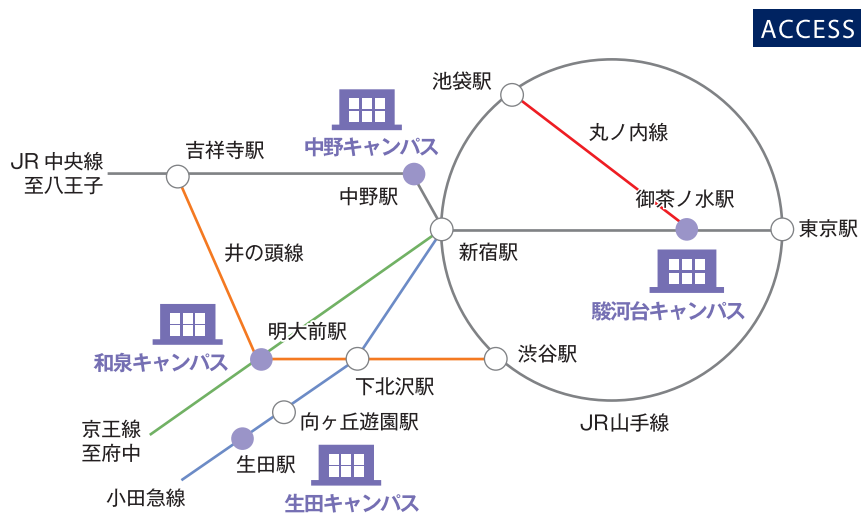 ACCESS
池袋駅
丸ノ内線
中野キャンパス
吉祥寺駅
JR 中央線
至八王子
中野駅
御茶ノ水駅
東京駅
新宿駅
井の頭線
駿河台キャンパス
明大前駅
和泉キャンパス
渋谷駅
下北沢駅
向ヶ丘遊園駅
JR山手線
京王線
至府中
生田駅
小田急線
生田キャンパス